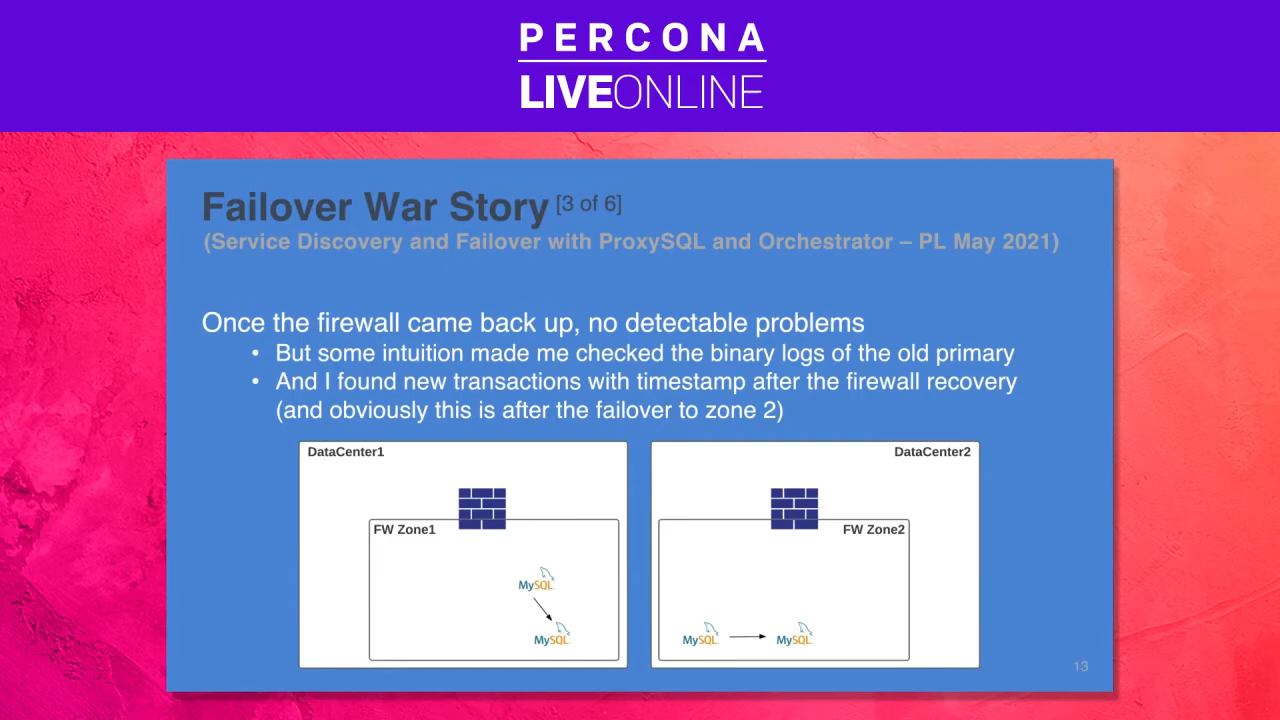 PERCONA
LIVEONLINE
Failover War Story [3 of 6]
(Service Discovery and Failover with ProxySQL and Orchestrator – PL May 2021)
Once the firewall came back up, no detectable problems
• But some intuition made me checked the binary logs of the old primary
• And I found new transactions with timestamp after the firewall recovery
(and obviously this is after the failover to zone 2)
DataCenter1
FW Zone1
MySQL
MySQL
DataCenter2
FW Zone2
MySQL
MySQL
13